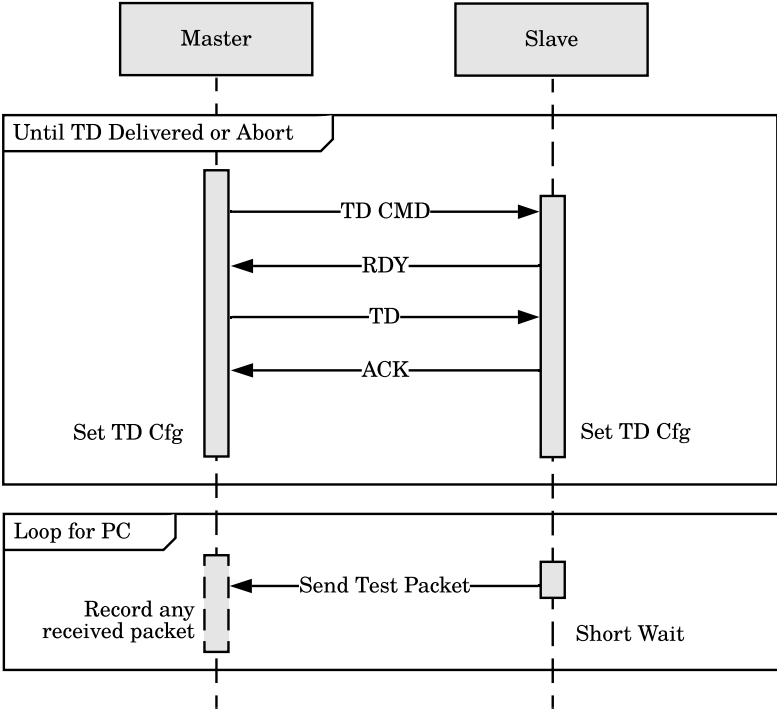 Master
Slave
Until TD Delivered or Abort
TD CMD
RDY
TD
ACK
Set TD Cfg
Set TD Cfg
Loop for PC
Send Test Packet
Record any
received packet
Short Wait